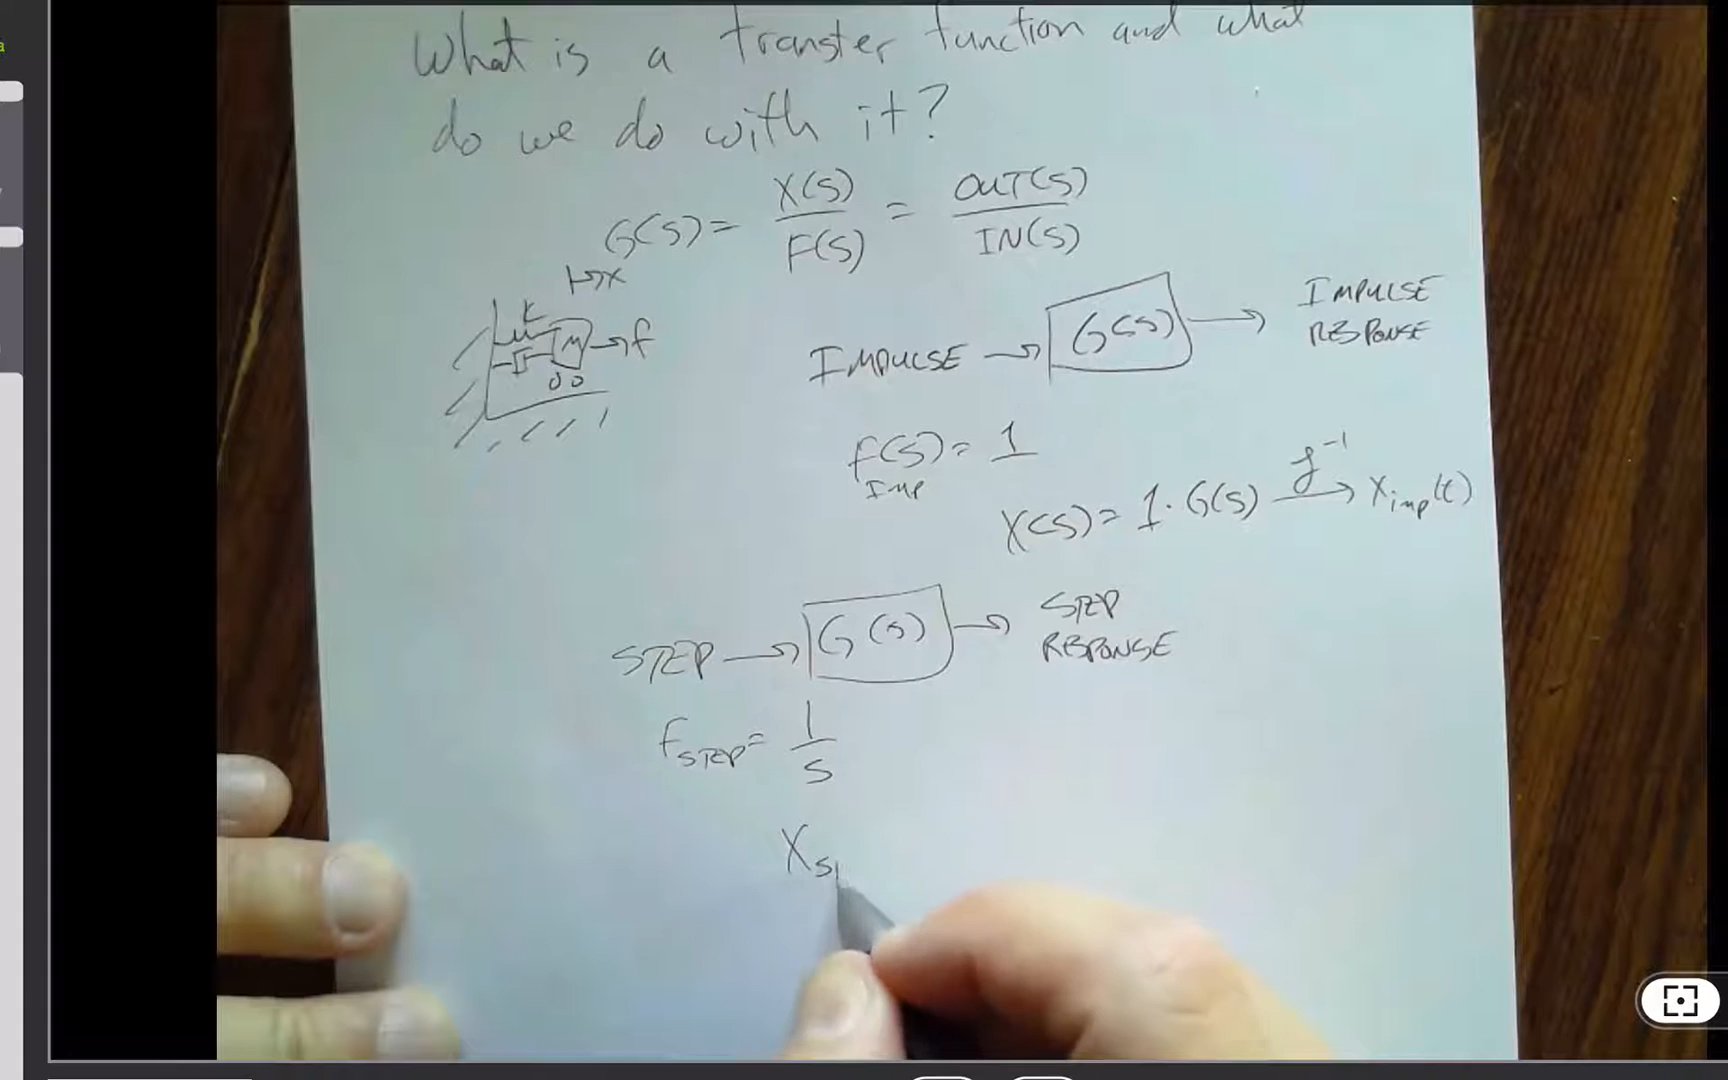 What is a transfer function and what
do we do with it?
G(S) = X(S) / F(S) = OUT(S) / IN(S)
x
K
M
f
IMPULSE → G(S) → IMPULSE RESPONSE
F(S) = 1
IMP
X(S) = 1 · G(S) ℒ⁻¹ → x_imp(t)
STEP → G(S) → STEP RESPONSE
F_STEP = 1 / S
X_S